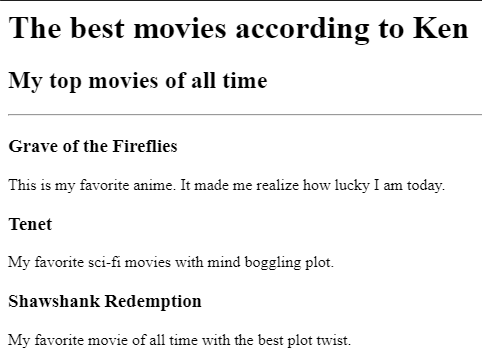 The best movies according to Ken
My top movies of all time
Grave of the Fireflies
This is my favorite anime. It made me realize how lucky I am today.
Tenet
My favorite sci-fi movies with mind boggling plot.
Shawshank Redemption
My favorite movie of all time with the best plot twist.